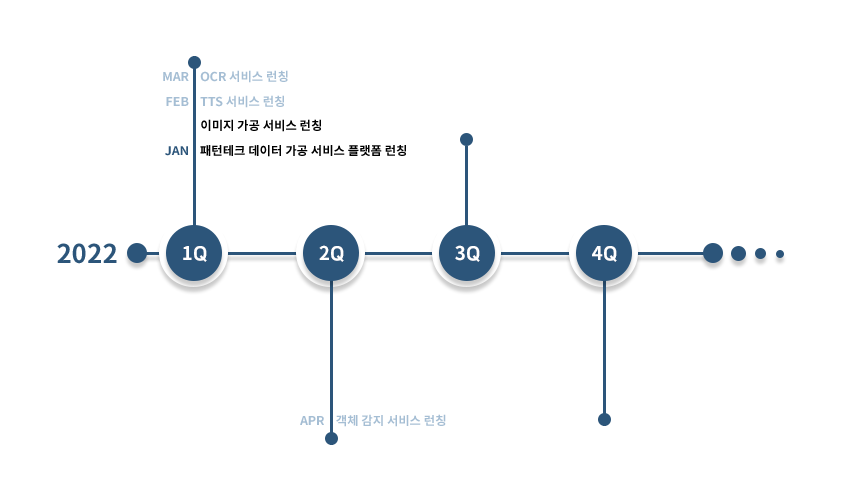 MAR OCR 서비스 런칭
FEB TTS 서비스 런칭
이미지 가공 서비스 런칭
JAN 패턴테크 데이터 가공 서비스 플랫폼 런칭
2022 1Q 2Q 3Q 4Q
APR 객체 감지 서비스 런칭